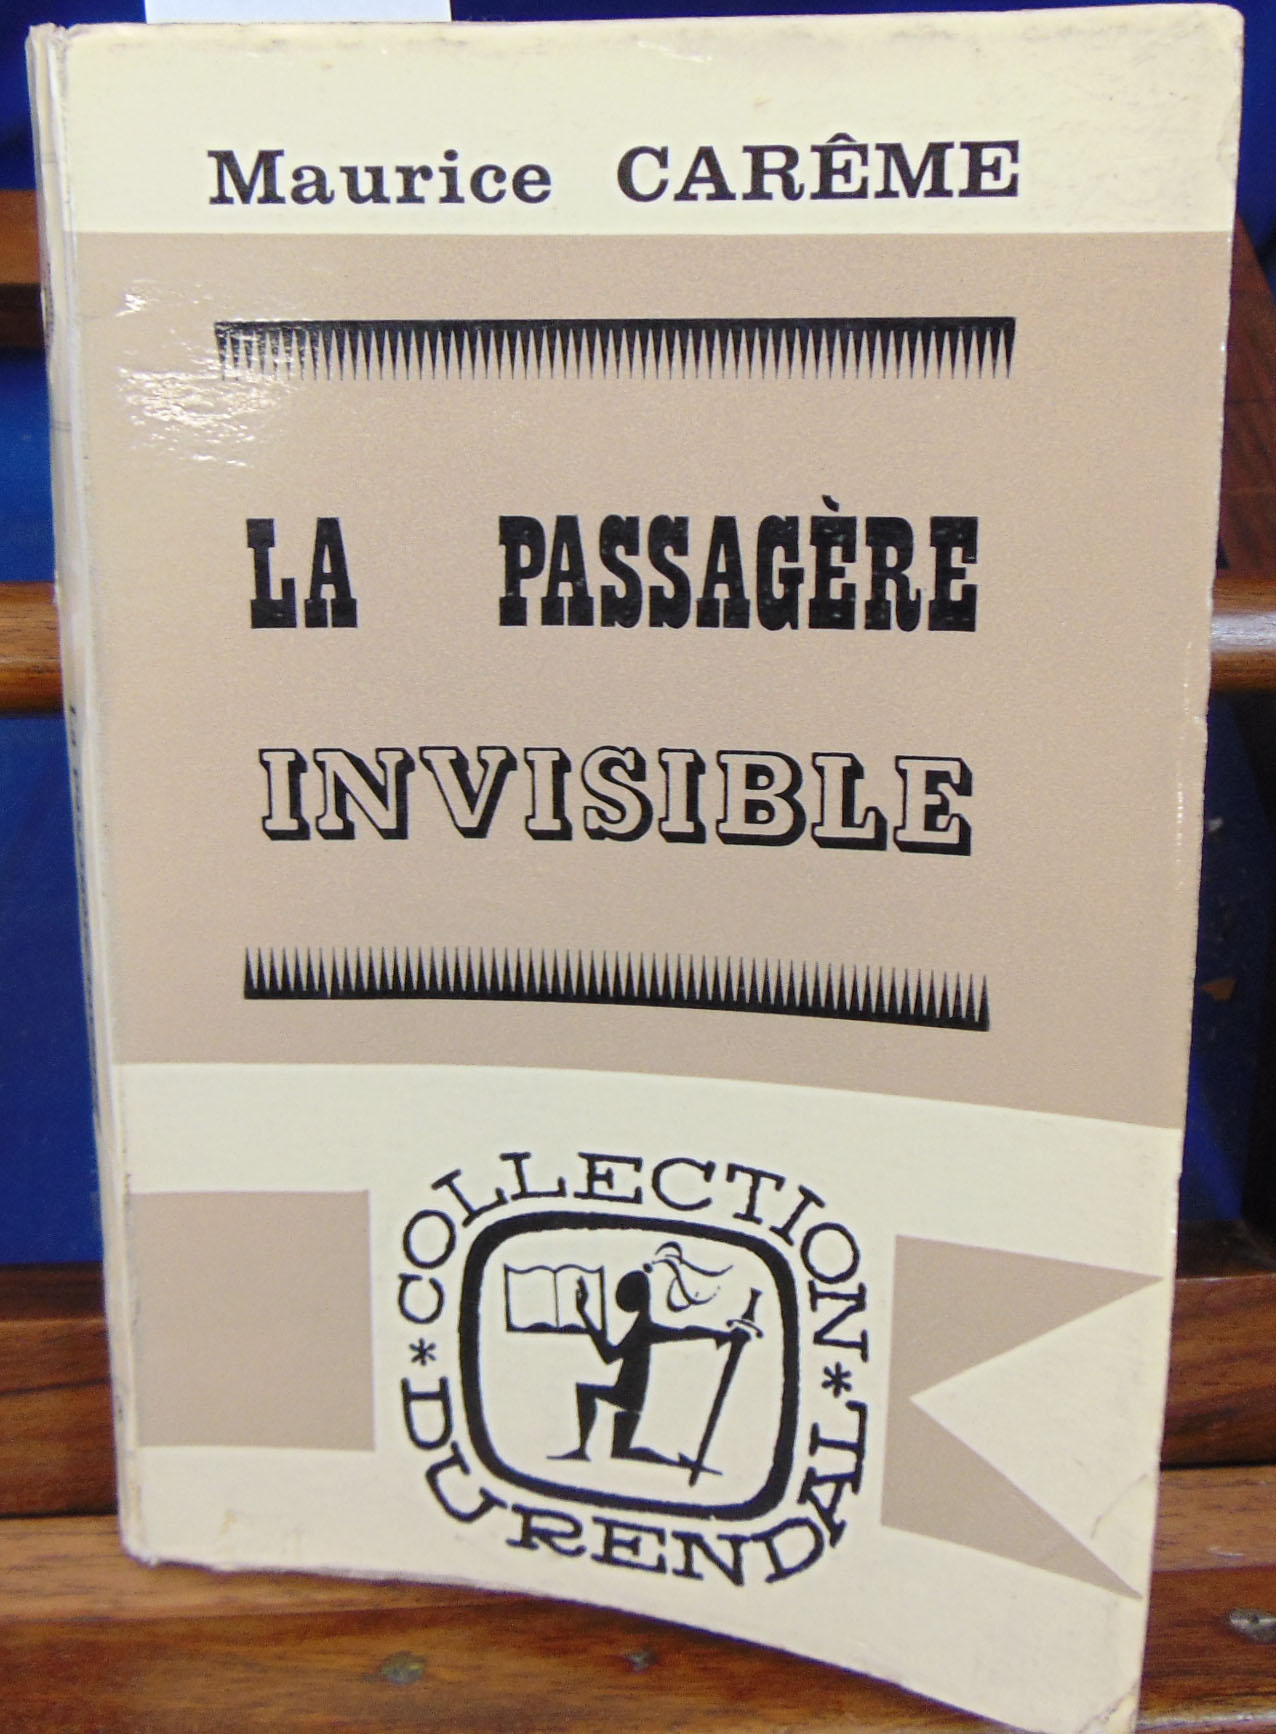 Maurice CARÊME
LA PASSAGÈRE
INVISIBLE
COLLECTION
* DURENDAL *